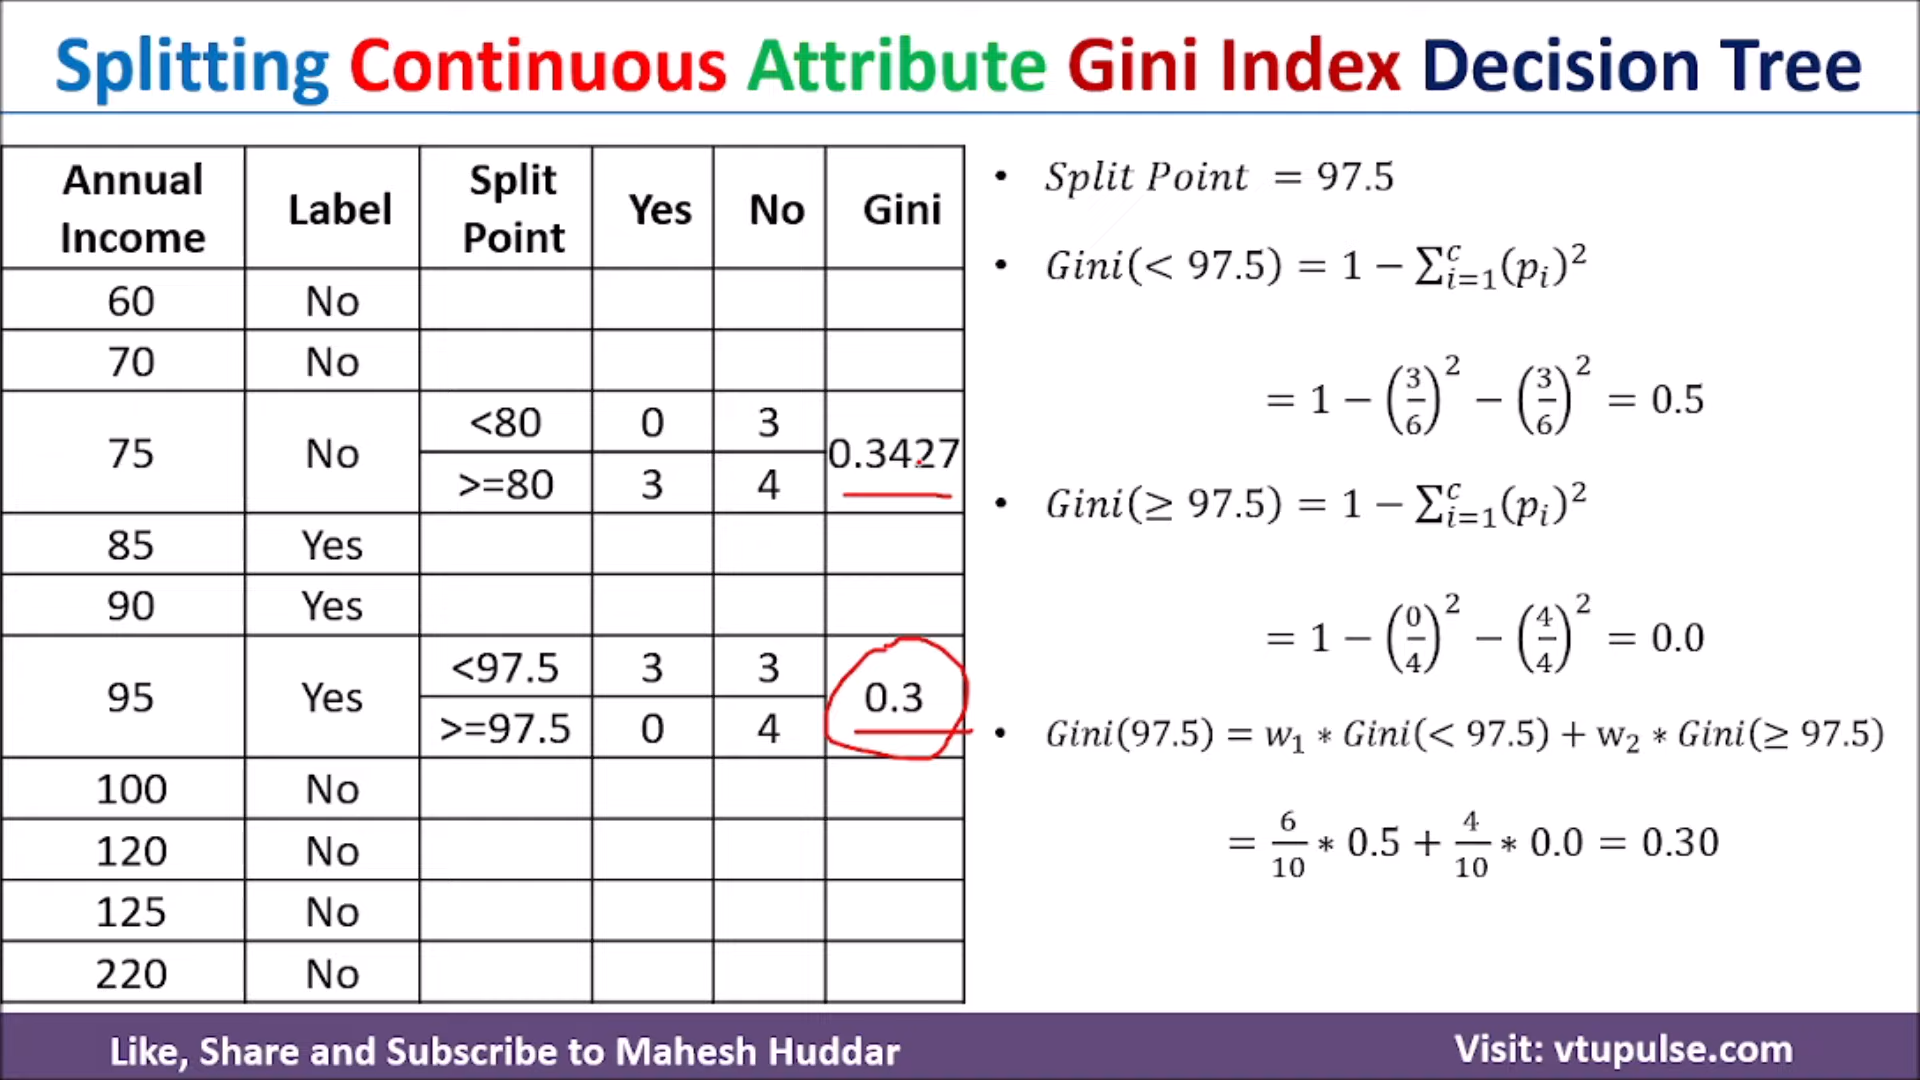 Splitting Continuous Attribute Gini Index Decision Tree
Annual Income Label Split Point Yes No Gini
60 No
70 No
75 No <80 0 3 0.3427
>=80 3 4
85 Yes
90 Yes
95 Yes <97.5 3 3 0.3
>=97.5 0 4
100 No
120 No
125 No
220 No
• Split Point = 97.5
• Gini(< 97.5) = 1 − ∑ᶜᵢ₌₁(pᵢ)²
= 1 − (3/6)² − (3/6)² = 0.5
• Gini(≥ 97.5) = 1 − ∑ᶜᵢ₌₁(pᵢ)²
= 1 − (0/4)² − (4/4)² = 0.0
• Gini(97.5) = w₁ ∗ Gini(< 97.5) + w₂ ∗ Gini(≥ 97.5)
= 6/10 ∗ 0.5 + 4/10 ∗ 0.0 = 0.30
Like, Share and Subscribe to Mahesh Huddar
Visit: vtupulse.com